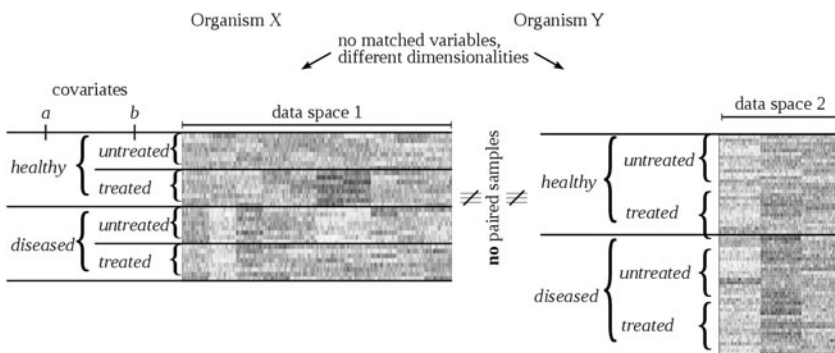 Organism X
Organism Y
no matched variables,
different dimensionalities
covariates
a
b
data space 1
data space 2
healthy
untreated
treated
diseased
untreated
treated
no paired samples
healthy
untreated
treated
diseased
untreated
treated